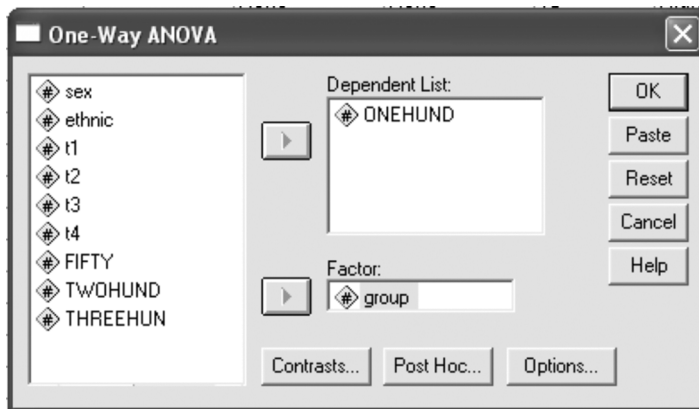 One-Way ANOVA
# sex
# ethnic
# t1
# t2
# t3
# t4
# FIFTY
# TWOHUND
# THREEHUN
Dependent List:
# ONEHUND
Factor:
# group
OK
Paste
Reset
Cancel
Help
Contrasts...
Post Hoc...
Options...